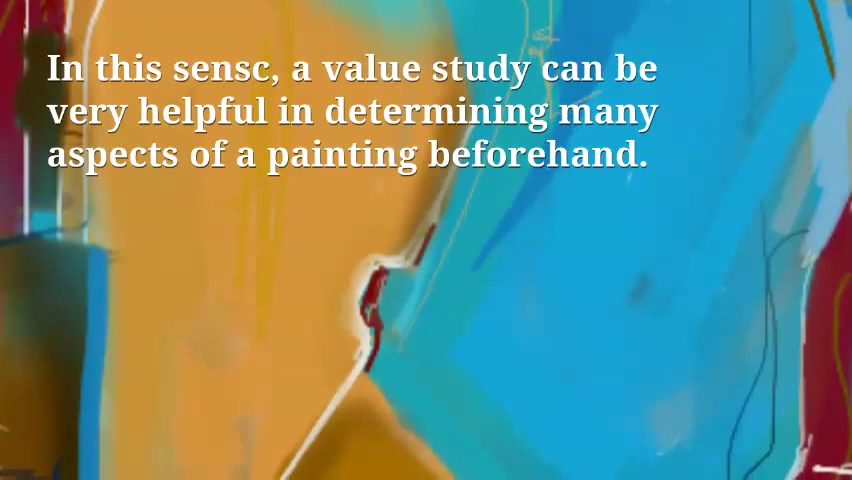 In this sensc, a value study can be
very helpful in determining many
aspects of a painting beforehand.